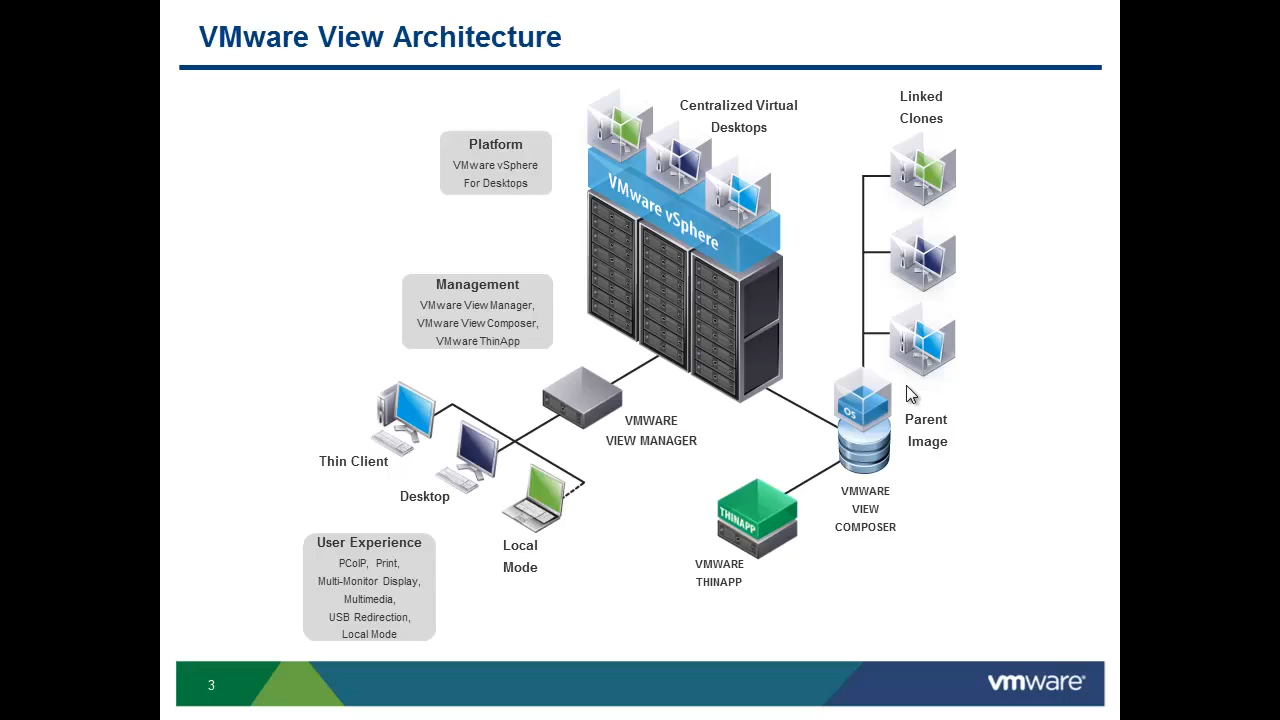 VMware View Architecture
Centralized Virtual
Desktops
Linked
Clones
Platform
VMware vSphere
For Desktops
VMware vSphere
Management
VMware View Manager,
VMware View Composer,
VMware ThinApp
VMWARE
VIEW MANAGER
OS
Parent
Image
Thin Client
Desktop
Local
Mode
THINAPP
VMWARE
VIEW
COMPOSER
VMWARE
THINAPP
User Experience
PCoIP, Print,
Multi-Monitor Display,
Multimedia,
USB Redirection,
Local Mode
3
vmware®